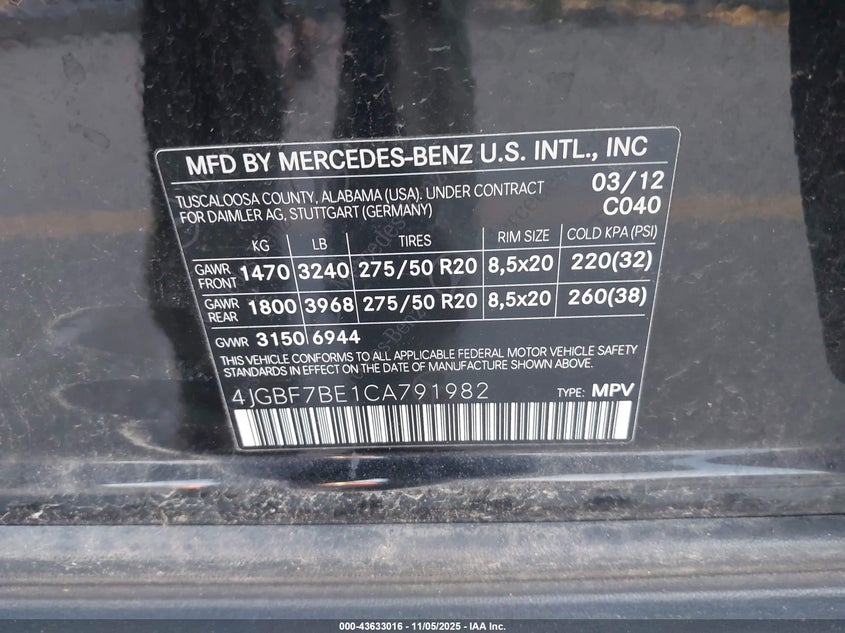 MFD BY MERCEDES-BENZ U.S. INTL., INC
TUSCALOOSA COUNTY, ALABAMA (USA). UNDER CONTRACT 03/12
FOR DAIMLER AG, STUTTGART (GERMANY) C040
KG LB TIRES RIM SIZE COLD KPA (PSI)
GAWR FRONT 1470 3240 275/50 R20 8,5x20 220(32)
GAWR REAR 1800 3968 275/50 R20 8,5x20 260(38)
GVWR 3150 6944
THIS VEHICLE CONFORMS TO ALL APPLICABLE FEDERAL MOTOR VEHICLE SAFETY
STANDARDS IN EFFECT ON THE DATE OF MANUFACTURE SHOWN ABOVE.
4JGBF7BE1CA791982 TYPE: MPV
000-43633016 - 11/05/2025 - IAA Inc.